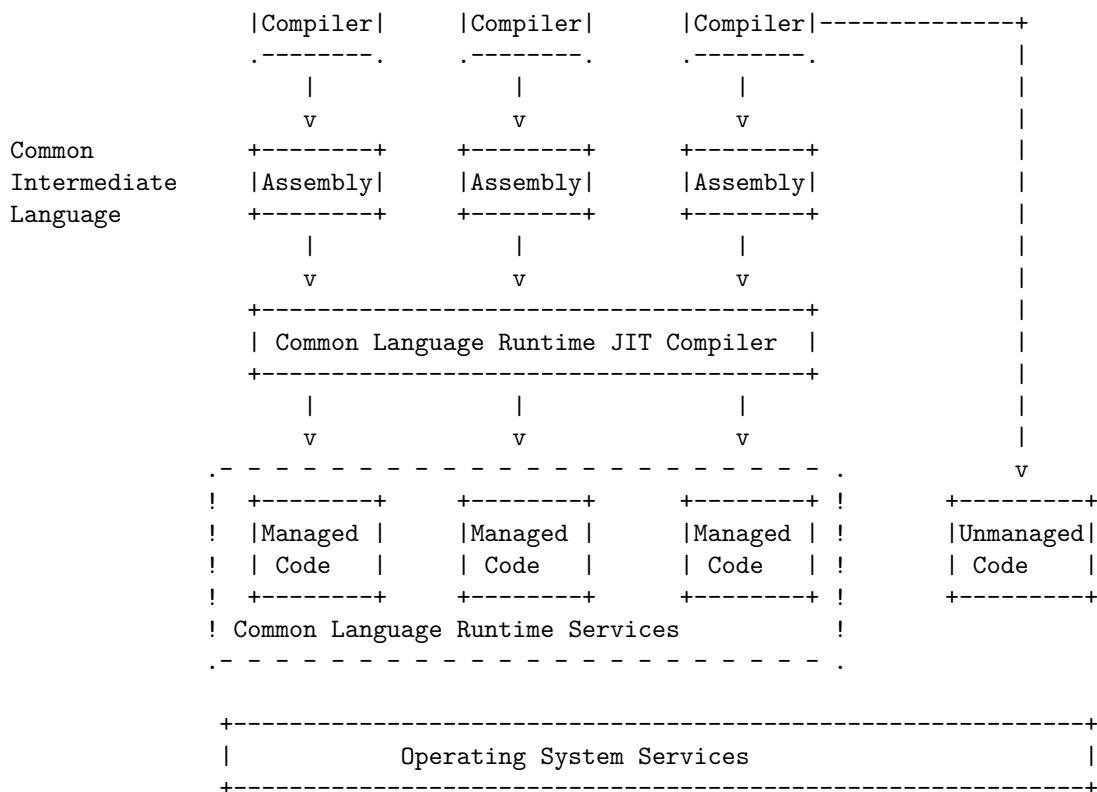 |Compiler|     |Compiler|      |Compiler|--------------+
.--------.     .--------.      .--------.              |
    |              |               |                   |
    v              v               v                   |
Common           +--------+     +--------+      +--------+              |
Intermediate     |Assembly|     |Assembly|      |Assembly|              |
Language         +--------+     +--------+      +--------+              |
    |              |               |                   |
    v              v               v                   |
+---------------------------------------+              |
| Common Language Runtime JIT Compiler  |              |
+---------------------------------------+              |
    |              |               |                   |
    v              v               v                   |
.- - - - - - - - - - - - - - - - - - - - - - .            v
!  +--------+     +--------+      +--------+ !       +---------+
!  |Managed |     |Managed |      |Managed | !       |Unmanaged|
!  | Code   |     | Code   |      | Code   | !       | Code    |
!  +--------+     +--------+      +--------+ !       +---------+
! Common Language Runtime Services           !
.- - - - - - - - - - - - - - - - - - - - - - .
+-------------------------------------------------------------+
|            Operating System Services                        |
+-------------------------------------------------------------+